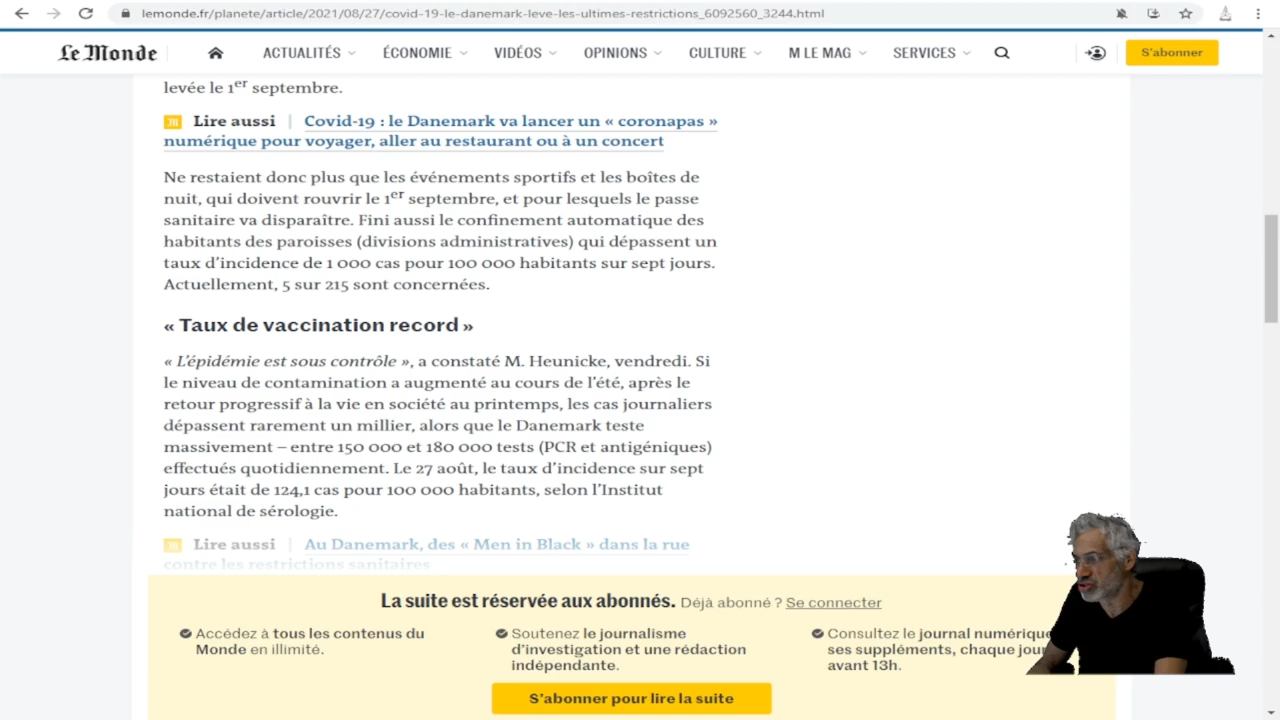 lemonde.fr/planete/article/2021/08/27/covid-19-le-danemark-leve-les-ultimes-restrictions_6092560_3244.html
Le Monde ACTUALITÉS ÉCONOMIE VIDÉOS OPINIONS CULTURE M LE MAG SERVICES S'abonner
levée le 1er septembre.
Lire aussi | Covid-19 : le Danemark va lancer un « coronapas »
numérique pour voyager, aller au restaurant ou à un concert
Ne restaient donc plus que les événements sportifs et les boîtes de
nuit, qui doivent rouvrir le 1er septembre, et pour lesquels le passe
sanitaire va disparaître. Fini aussi le confinement automatique des
habitants des paroisses (divisions administratives) qui dépassent un
taux d'incidence de 1 000 cas pour 100 000 habitants sur sept jours.
Actuellement, 5 sur 215 sont concernées.
« Taux de vaccination record »
« L'épidémie est sous contrôle », a constaté M. Heunicke, vendredi. Si
le niveau de contamination a augmenté au cours de l'été, après le
retour progressif à la vie en société au printemps, les cas journaliers
dépassent rarement un millier, alors que le Danemark teste
massivement – entre 150 000 et 180 000 tests (PCR et antigéniques)
effectués quotidiennement. Le 27 août, le taux d'incidence sur sept
jours était de 124,1 cas pour 100 000 habitants, selon l'Institut
national de sérologie.
Lire aussi | Au Danemark, des « Men in Black » dans la rue
contre les restrictions sanitaires
La suite est réservée aux abonnés. Déjà abonné ? Se connecter
Accédez à tous les contenus du
Monde en illimité.
Soutenez le journalisme
d'investigation et une rédaction
indépendante.
Consultez le journal numérique
ses suppléments, chaque jour
avant 13h.
S'abonner pour lire la suite